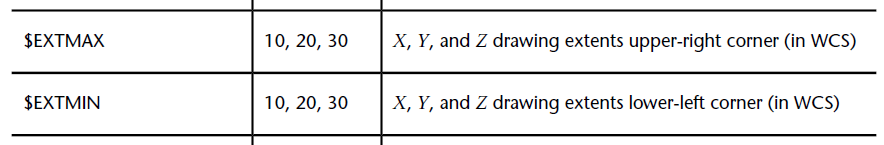 $EXTMAX 10, 20, 30 X, Y, and Z drawing extents upper-right corner (in WCS)
$EXTMIN 10, 20, 30 X, Y, and Z drawing extents lower-left corner (in WCS)